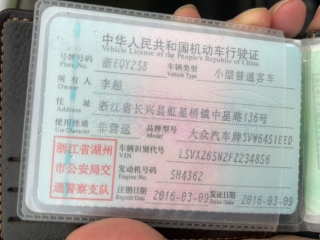 中华人民共和国机动车行驶证
Vehicle License of the People's Republic of China
号牌号码 Plate No. 浙EQY258 车辆类型 Vehicle Type 小型普通客车
所有人 Owner 李超
住址 Address 浙江省长兴县虹星桥镇中星路136号
使用性质 Use Character 非营运 品牌型号 Model 大众汽车牌SVW6451EED
浙江省湖州市公安局交通警察支队
车辆识别代号 VIN LSVX265N2F2234856
发动机号码 Engine No. SH4362
注册日期 Register Date 2016-03-09 发证日期 Issue Date 2016-03-09